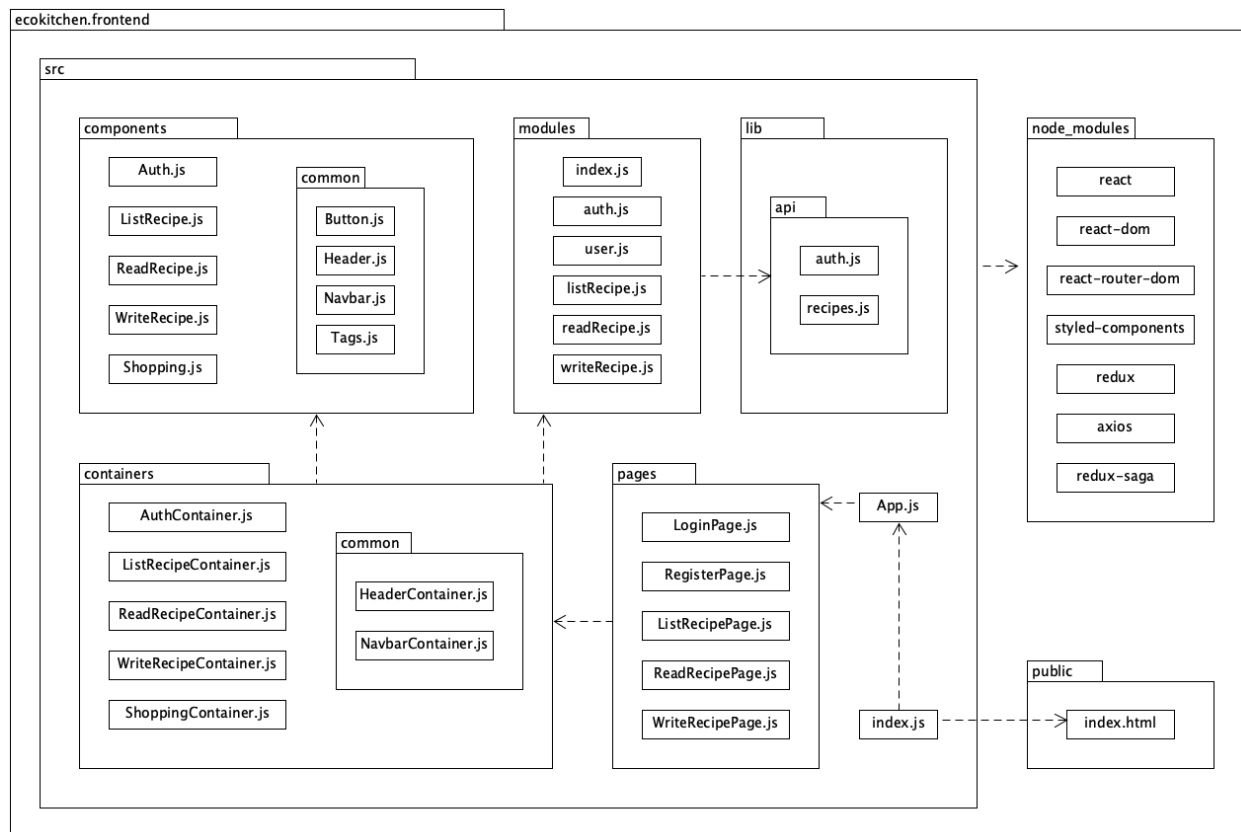 ecokitchen.frontend
src
components
Auth.js
ListRecipe.js
ReadRecipe.js
WriteRecipe.js
Shopping.js
common
Button.js
Header.js
Navbar.js
Tags.js
modules
index.js
auth.js
user.js
listRecipe.js
readRecipe.js
writeRecipe.js
lib
api
auth.js
recipes.js
node_modules
react
react-dom
react-router-dom
styled-components
redux
axios
redux-saga
containers
AuthContainer.js
ListRecipeContainer.js
ReadRecipeContainer.js
WriteRecipeContainer.js
ShoppingContainer.js
common
HeaderContainer.js
NavbarContainer.js
pages
LoginPage.js
RegisterPage.js
ListRecipePage.js
ReadRecipePage.js
WriteRecipePage.js
App.js
index.js
public
index.html